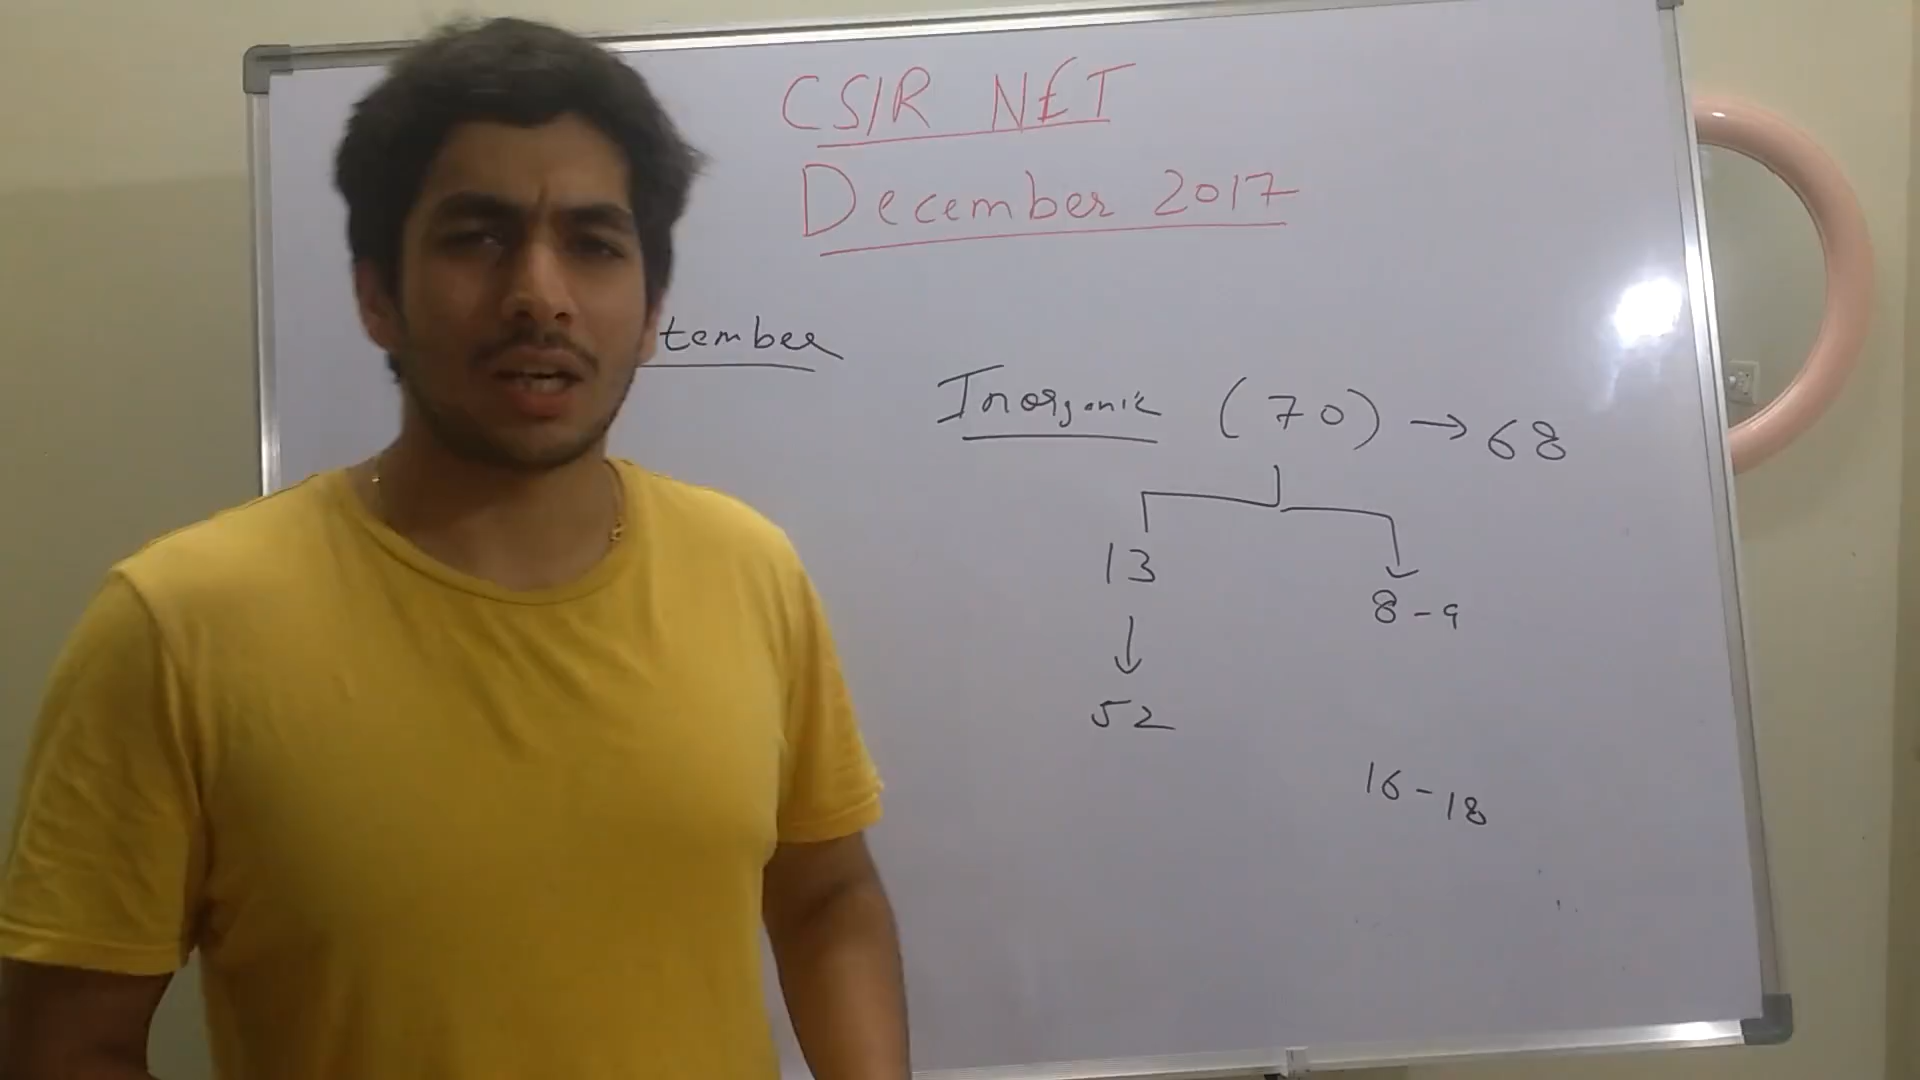 CSIR NET
December 2017
tember
Inorganic (70) → 68
13
8-9
↓
52
16-18